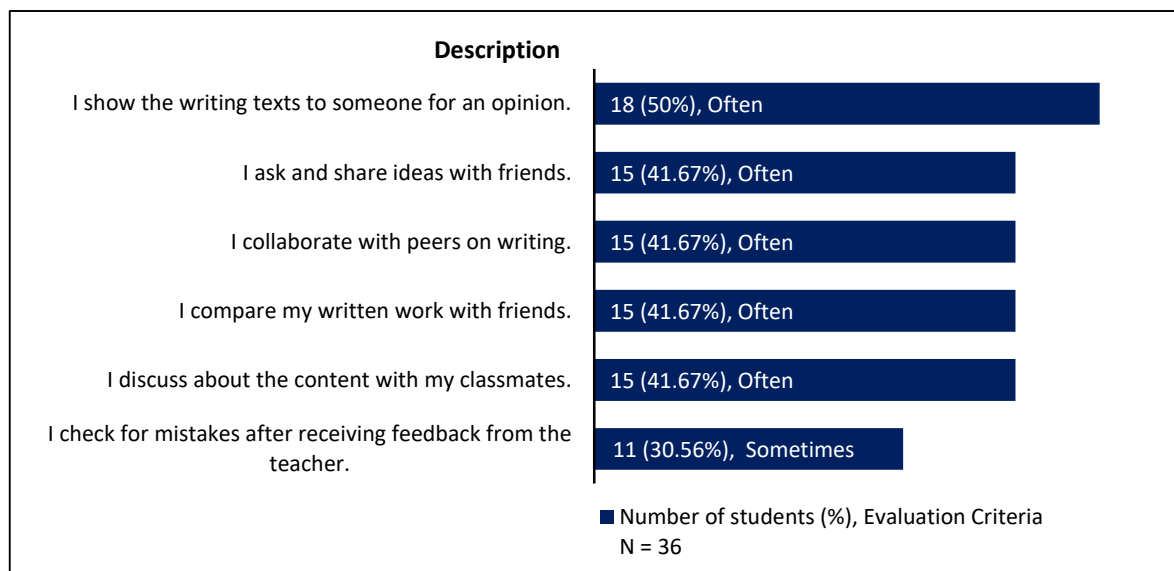 Description
I show the writing texts to someone for an opinion.
18 (50%), Often
I ask and share ideas with friends.
15 (41.67%), Often
I collaborate with peers on writing.
15 (41.67%), Often
I compare my written work with friends.
15 (41.67%), Often
I discuss about the content with my classmates.
15 (41.67%), Often
I check for mistakes after receiving feedback from the
teacher.
11 (30.56%), Sometimes
Number of students (%), Evaluation Criteria
N = 36